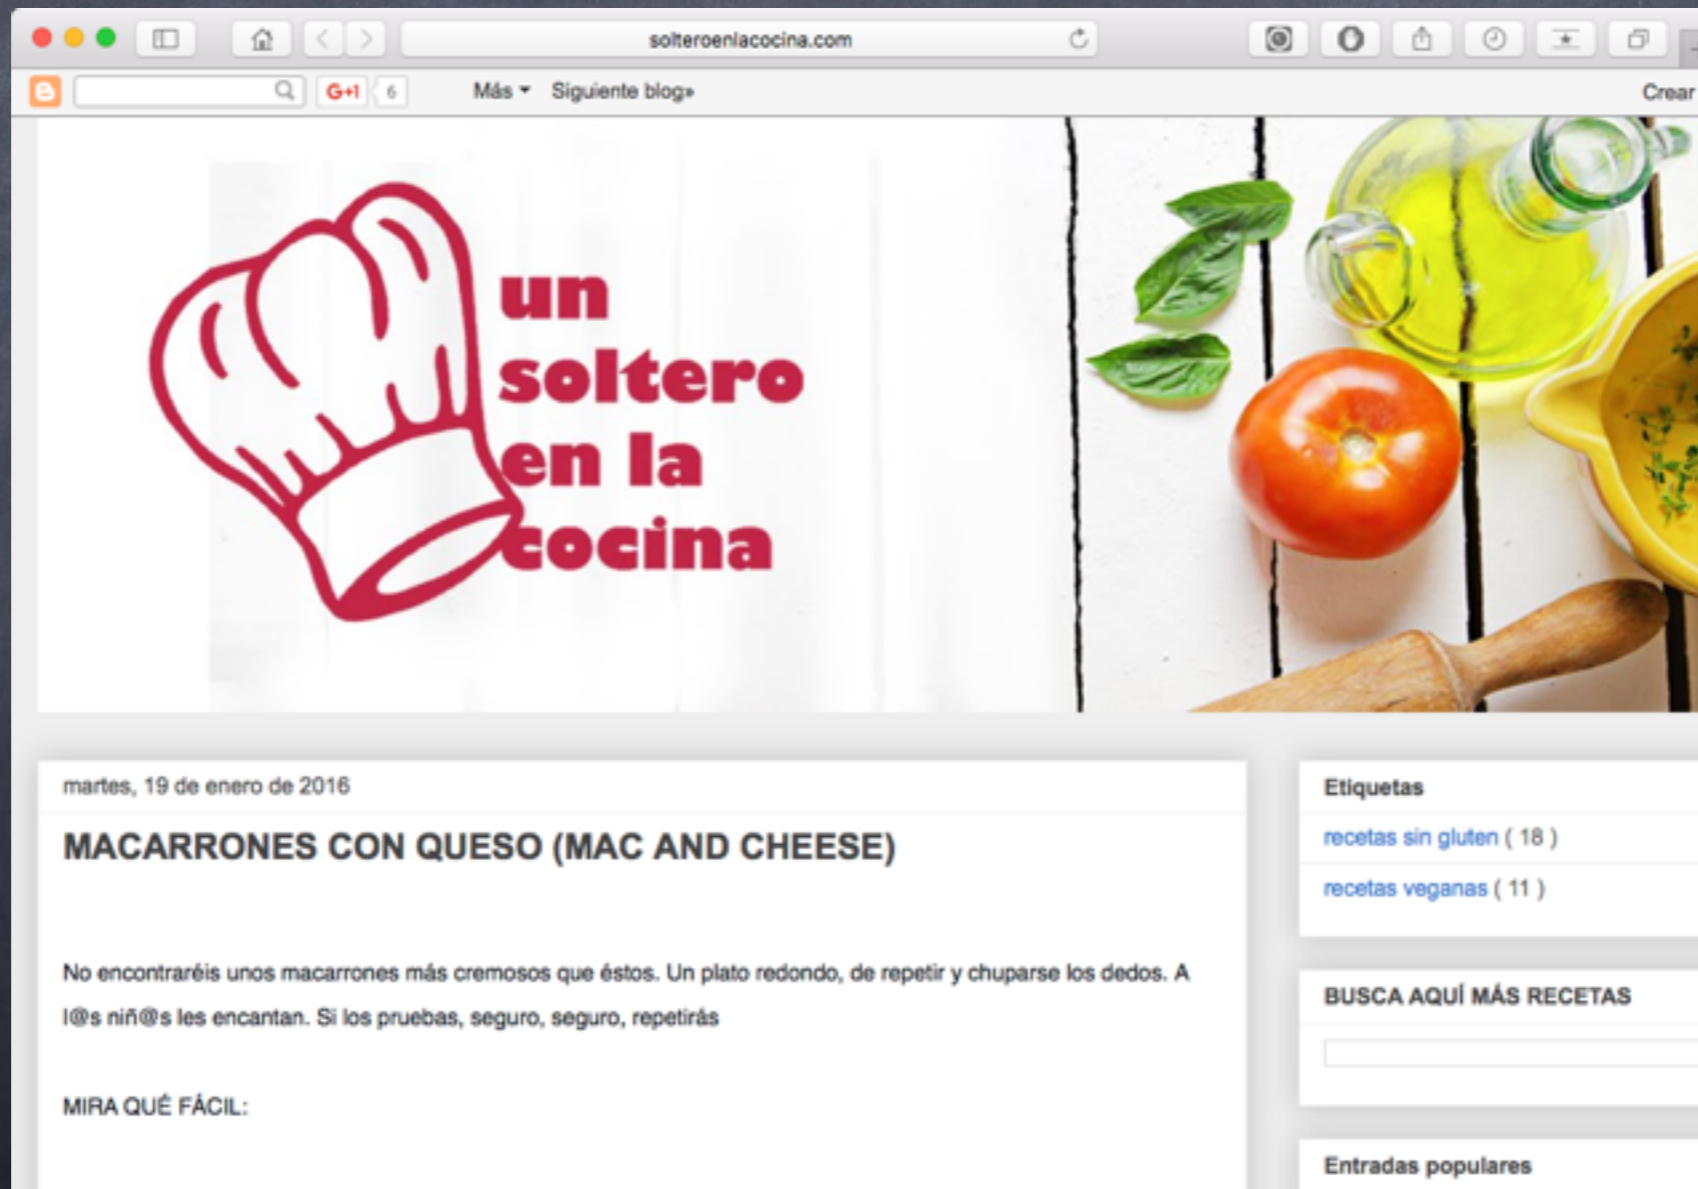 solteroenlacocina.com
G+1 6 Más Siguiente blog» Crear
un
soltero
en la
cocina
martes, 19 de enero de 2016
MACARRONES CON QUESO (MAC AND CHEESE)
No encontraréis unos macarrones más cremosos que éstos. Un plato redondo, de repetir y chuparse los dedos. A
l@s niñ@s les encantan. Si los pruebas, seguro, seguro, repetirás
MIRA QUÉ FÁCIL:
Etiquetas
recetas sin gluten ( 18 )
recetas veganas ( 11 )
BUSCA AQUÍ MÁS RECETAS
Entradas populares